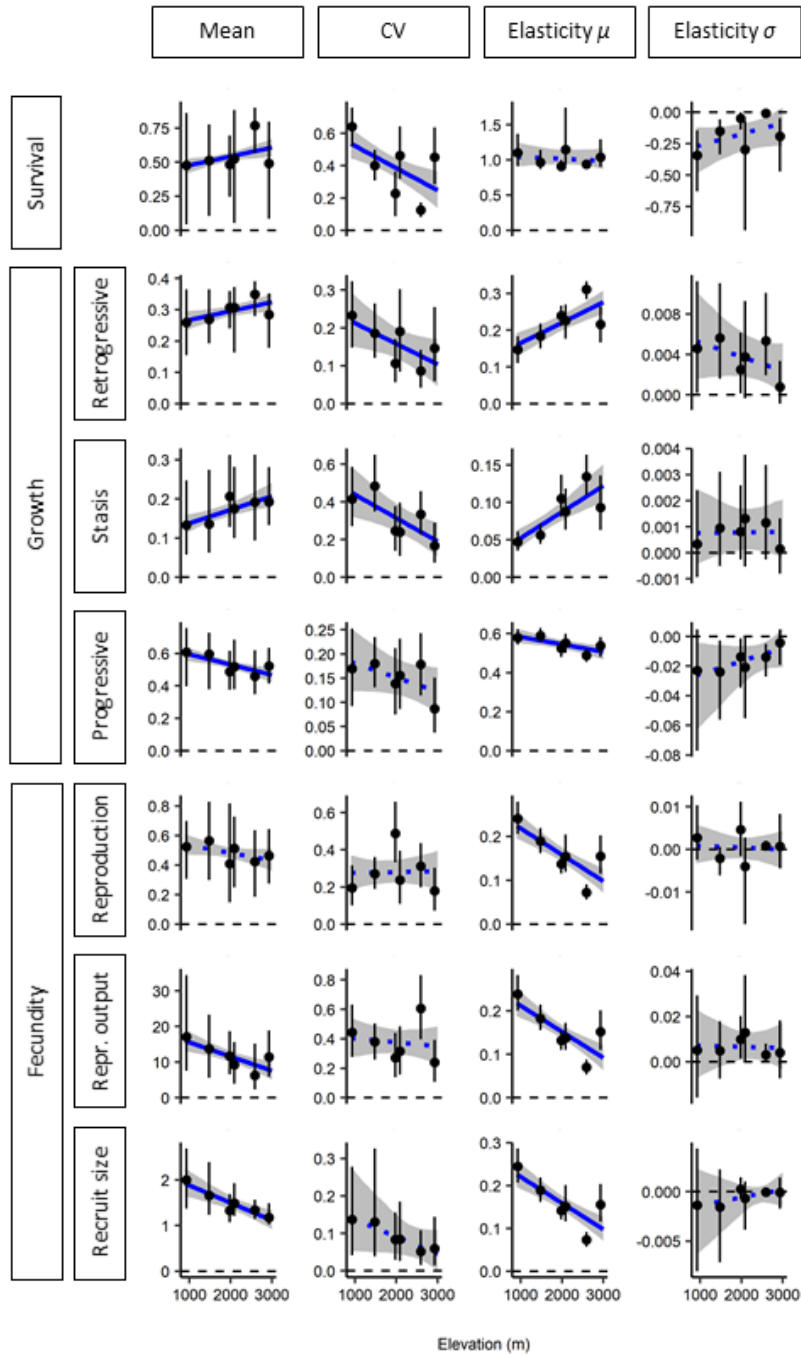 Mean CV Elasticity μ Elasticity σ
Survival
0.75 0.6 1.5 0.00
0.50 0.4 1.0 -0.25
0.25 0.2 0.5 -0.50
0.00 0.0 0.0 -0.75
Growth
Retrogressive
0.4 0.3 0.3 0.008
0.3 0.2 0.2 0.004
0.2 0.1 0.1 0.000
0.1 0.0 0.0
0.0
Stasis
0.3 0.6 0.15 0.004
0.2 0.4 0.10 0.003
0.1 0.2 0.05 0.002
0.0 0.0 0.00 0.001
0.000
-0.001
Progressive
0.6 0.25 0.6 0.00
0.4 0.20 0.4 -0.02
0.2 0.15 0.2 -0.04
0.0 0.10 0.0 -0.06
0.05 -0.08
0.00
Fecundity
Reproduction
0.8 0.6 0.2 0.01
0.6 0.4 0.1 0.00
0.4 0.2 0.0 -0.01
0.2 0.0
0.0
Repr. output
30 0.8 0.2 0.04
20 0.6 0.1 0.02
10 0.4 0.0 0.00
0 0.2
0.0
Recruit size
2 0.3 0.3 0.000
1 0.2 0.2 -0.005
0 0.1 0.1
0.0 0.0
1000 2000 3000 1000 2000 3000 1000 2000 3000 1000 2000 3000
Elevation (m)